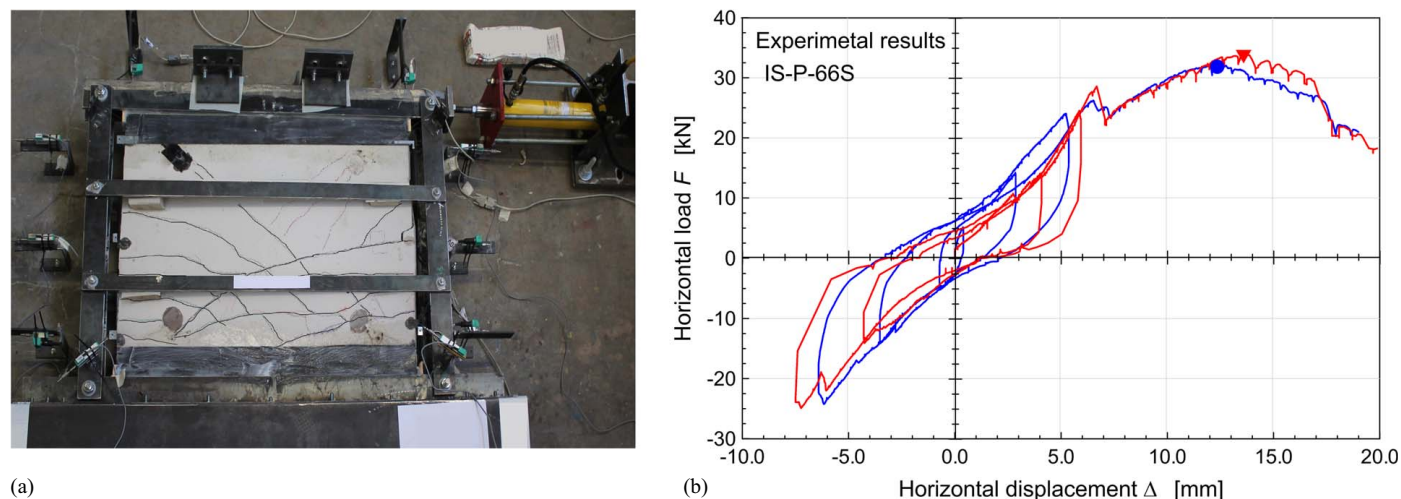 (a)
(b)
Experimetal results
IS-P-66S
Horizontal load F [kN]
40
30
20
10
0
-10
-20
-30
-10.0 -5.0 0.0 5.0 10.0 15.0 20.0
Horizontal displacement Δ [mm]